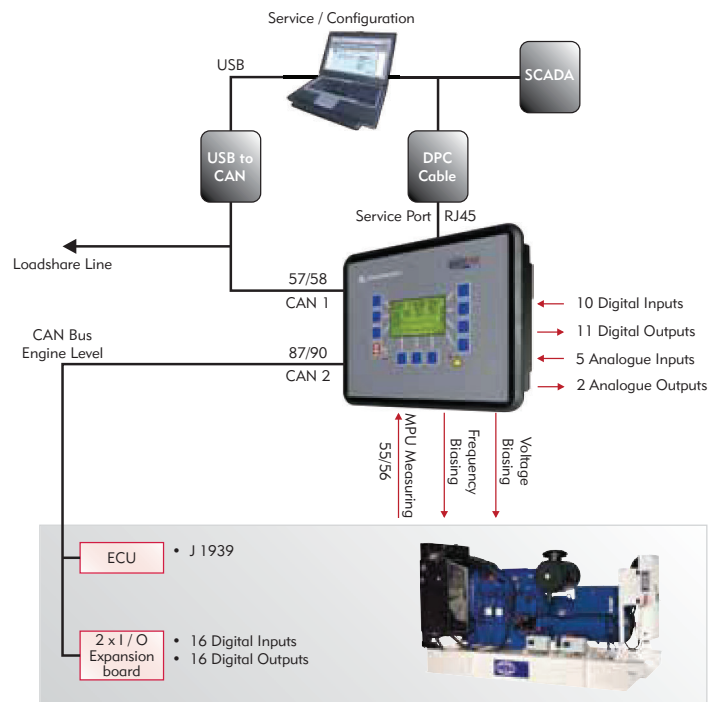 Service / Configuration
USB
SCADA
USB to
CAN
DPC
Cable
Service Port
RJ45
Loadshare Line
57/58
CAN 1
10 Digital Inputs
11 Digital Outputs
5 Analogue Inputs
2 Analogue Outputs
CAN Bus
Engine Level
87/90
CAN 2
MPU Measuring
55/56
Frequency
Biasing
Voltage
Biasing
ECU
• J 1939
2 x I / O
Expansion
board
• 16 Digital Inputs
• 16 Digital Outputs